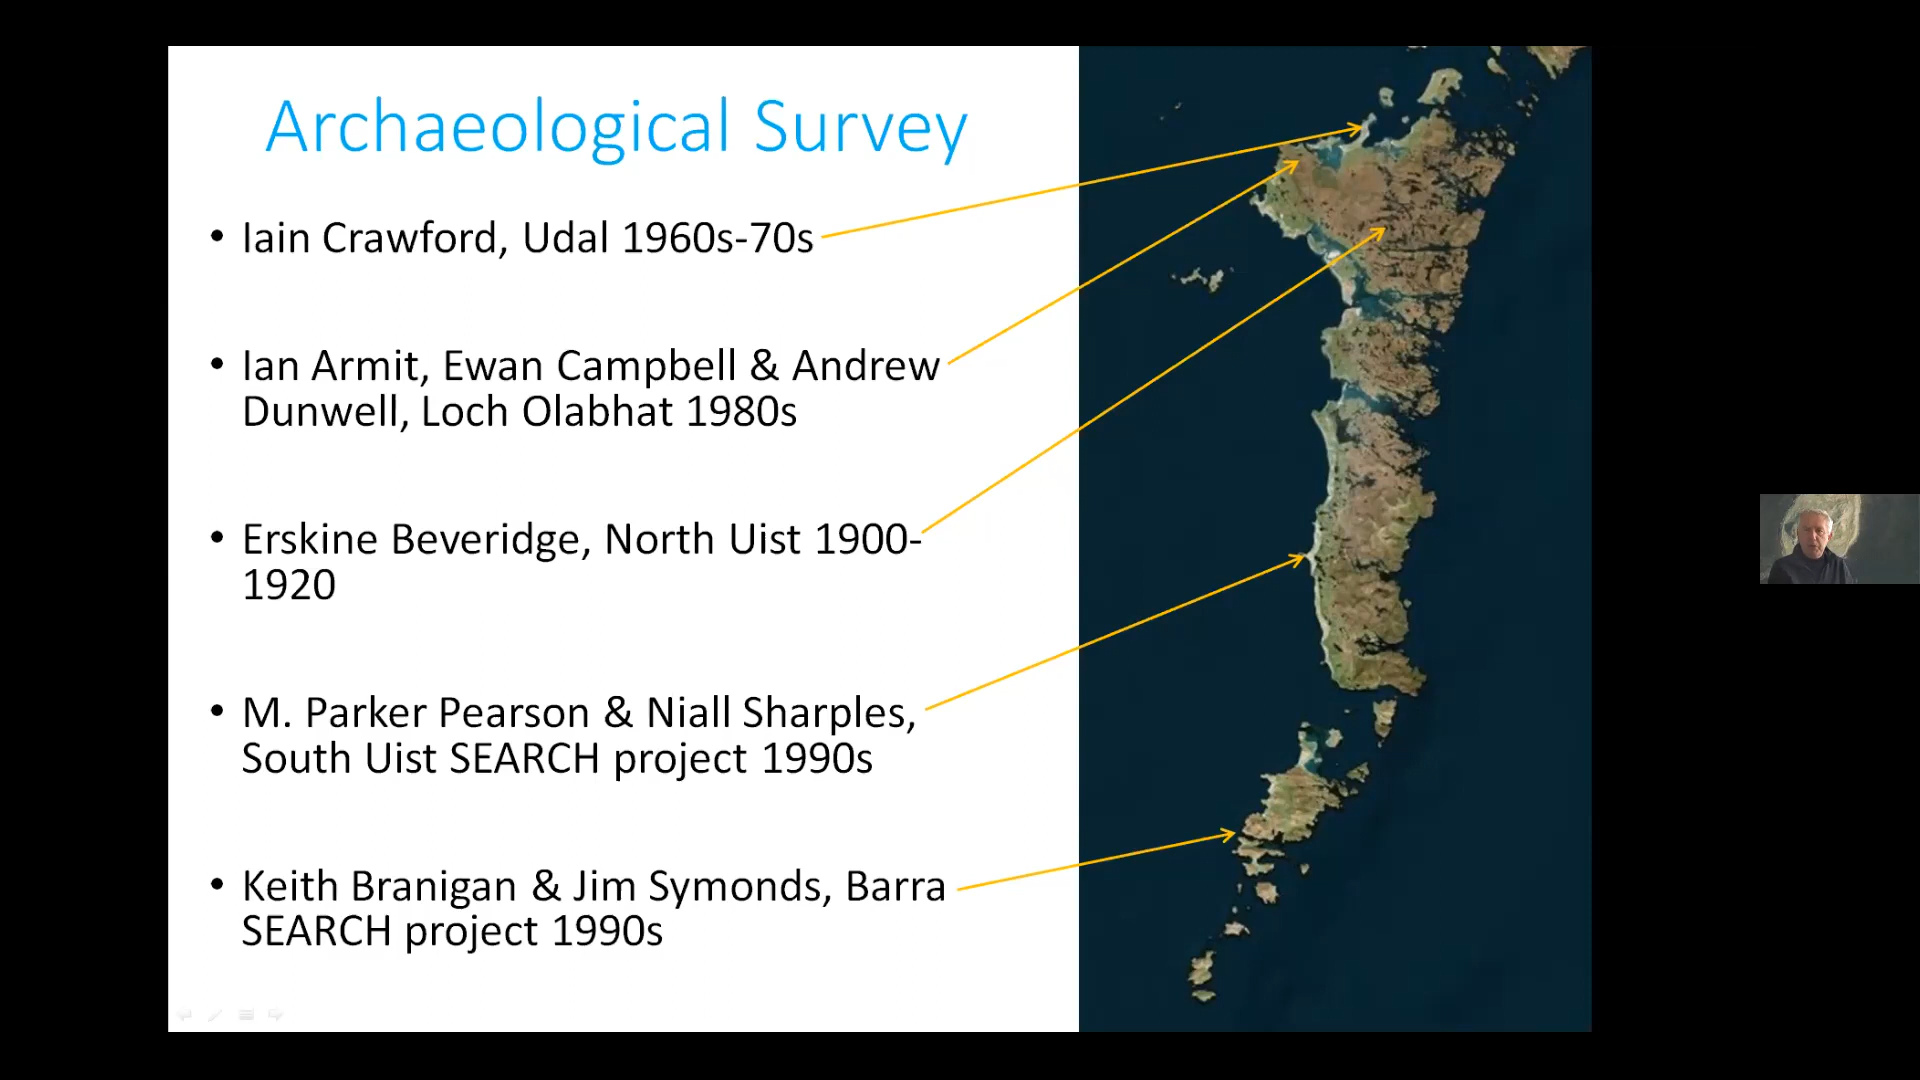 Archaeological Survey
• Iain Crawford, Udal 1960s-70s
• Ian Armit, Ewan Campbell & Andrew
Dunwell, Loch Olabhat 1980s
• Erskine Beveridge, North Uist 1900-
1920
• M. Parker Pearson & Niall Sharples,
South Uist SEARCH project 1990s
• Keith Branigan & Jim Symonds, Barra
SEARCH project 1990s